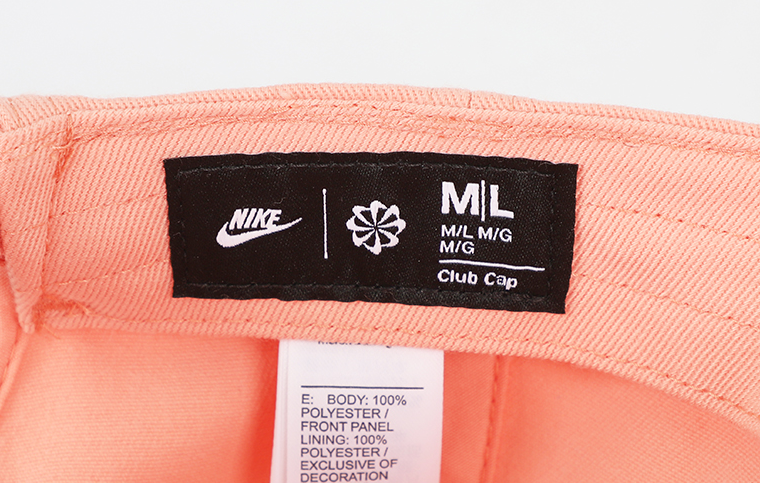 NIKE
M|L
M/L M/G
M/G
Club Cap
E: BODY: 100%
POLYESTER /
FRONT PANEL
LINING: 100%
POLYESTER /
EXCLUSIVE OF
DECORATION